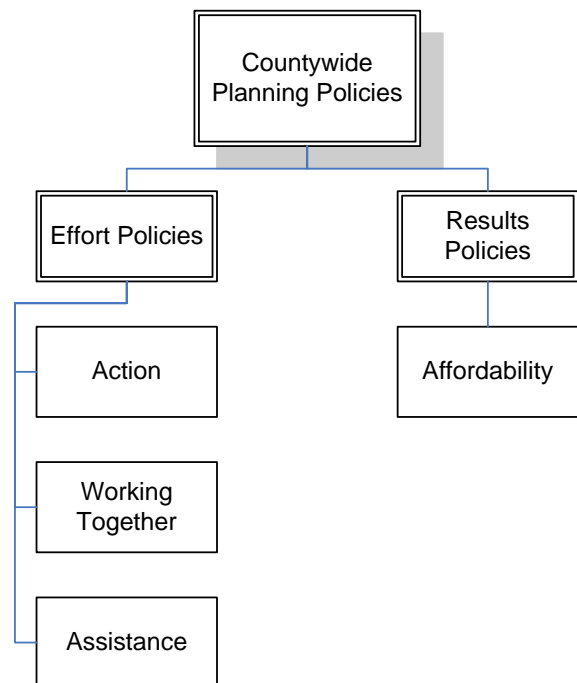 Countywide
Planning Policies
Effort Policies
Results
Policies
Action
Affordability
Working
Together
Assistance